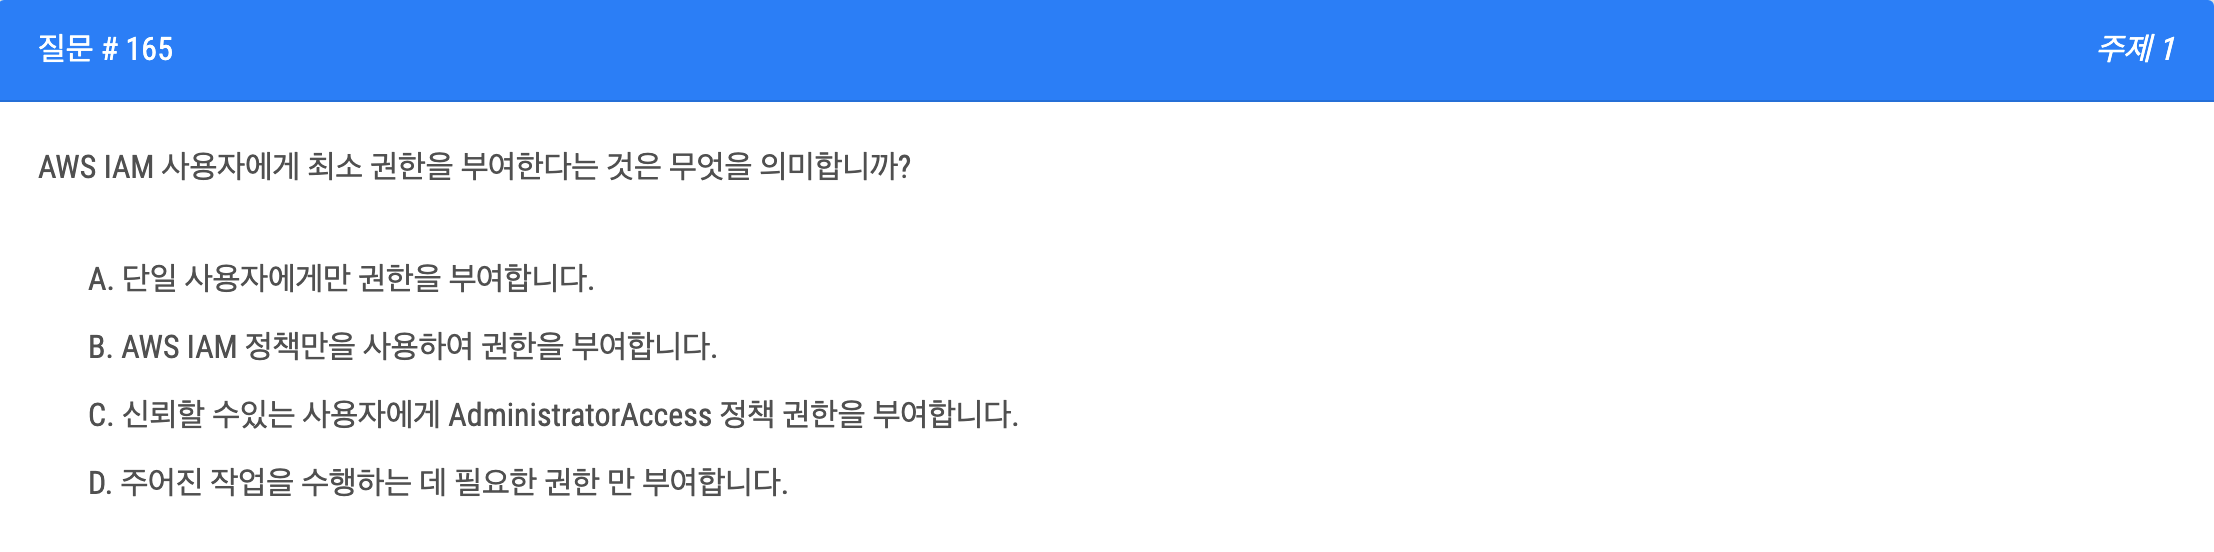 질문 # 165
주제 1
AWS IAM 사용자에게 최소 권한을 부여한다는 것은 무엇을 의미합니까?
A. 단일 사용자에게만 권한을 부여합니다.
B. AWS IAM 정책만을 사용하여 권한을 부여합니다.
C. 신뢰할 수있는 사용자에게 AdministratorAccess 정책 권한을 부여합니다.
D. 주어진 작업을 수행하는 데 필요한 권한 만 부여합니다.